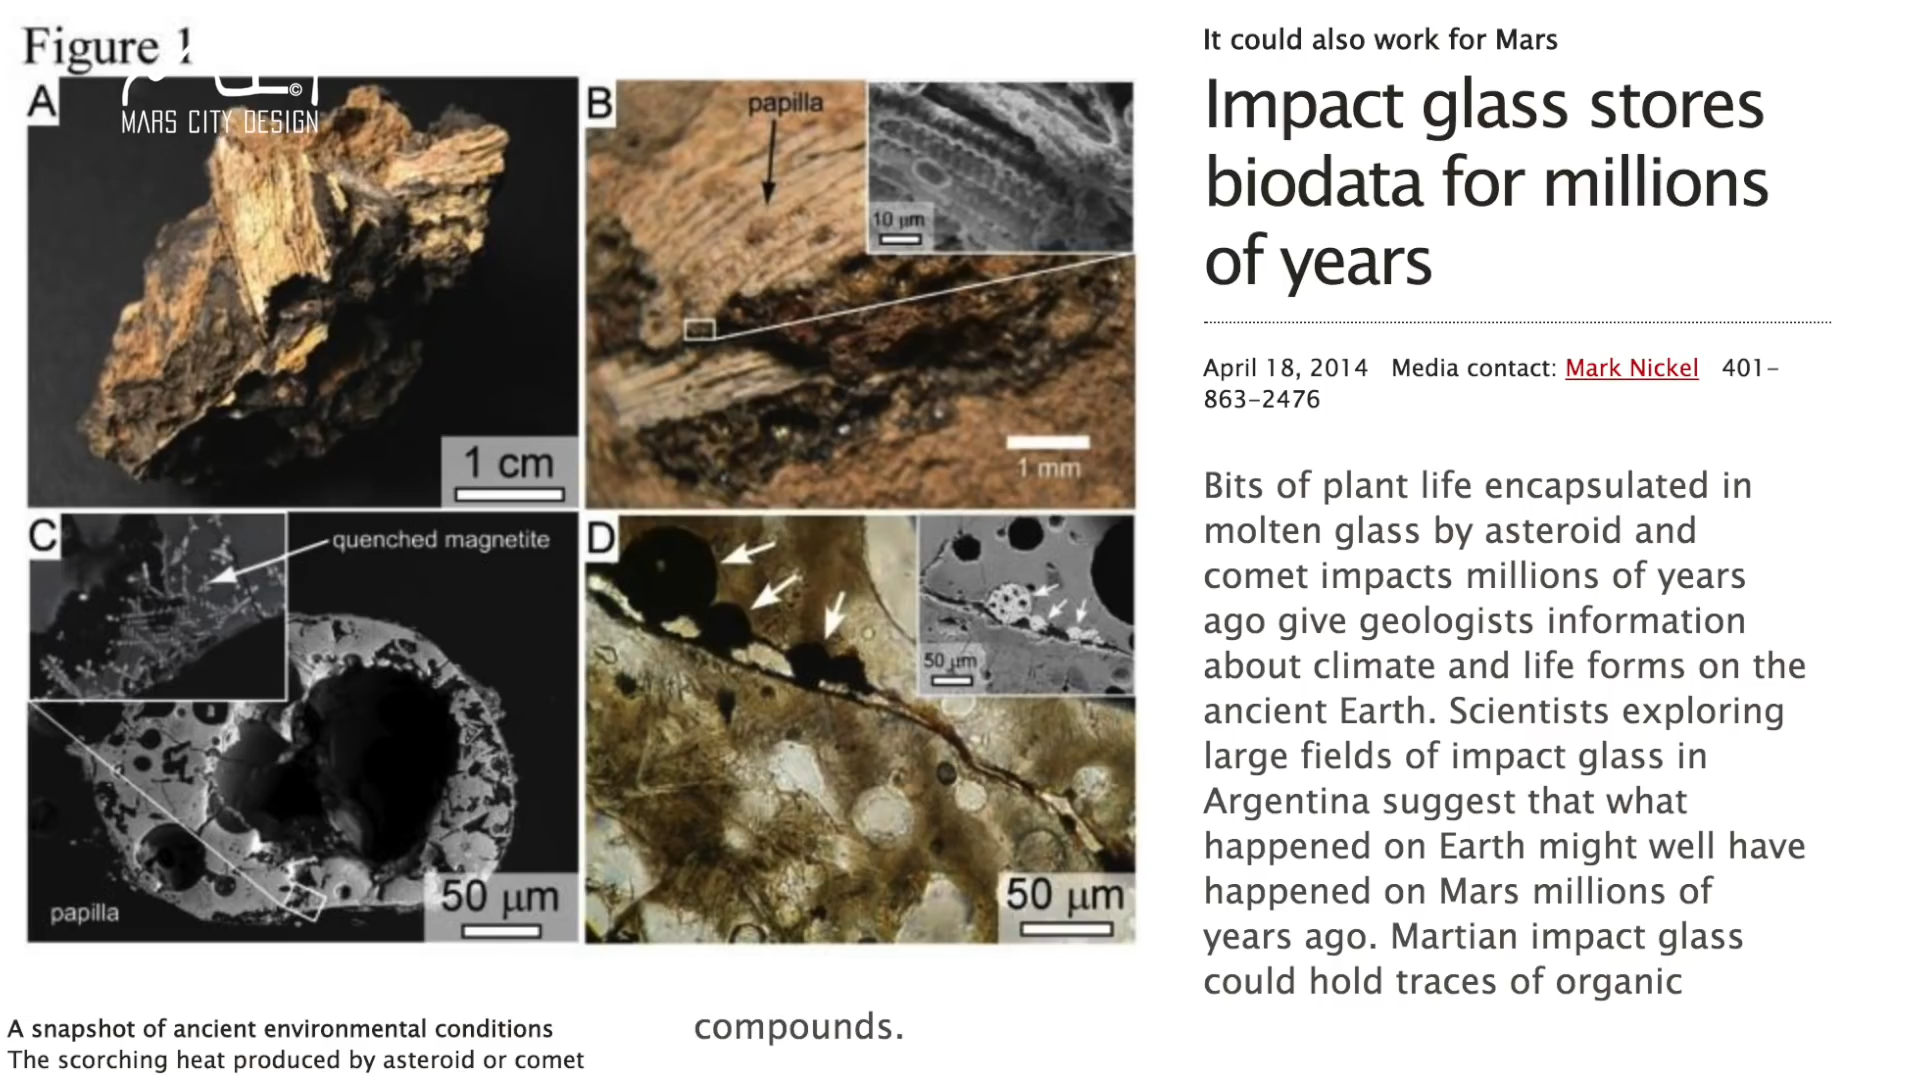 Figure 1
MARS CITY DESIGN
©
A
1 cm
B
papilla
10 µm
1 mm
C
quenched magnetite
papilla
50 µm
D
50 µm
50 µm
A snapshot of ancient environmental conditions
The scorching heat produced by asteroid or comet
It could also work for Mars
Impact glass stores
biodata for millions
of years
April 18, 2014 Media contact: Mark Nickel 401-
863-2476
Bits of plant life encapsulated in
molten glass by asteroid and
comet impacts millions of years
ago give geologists information
about climate and life forms on the
ancient Earth. Scientists exploring
large fields of impact glass in
Argentina suggest that what
happened on Earth might well have
happened on Mars millions of
years ago. Martian impact glass
could hold traces of organic
compounds.